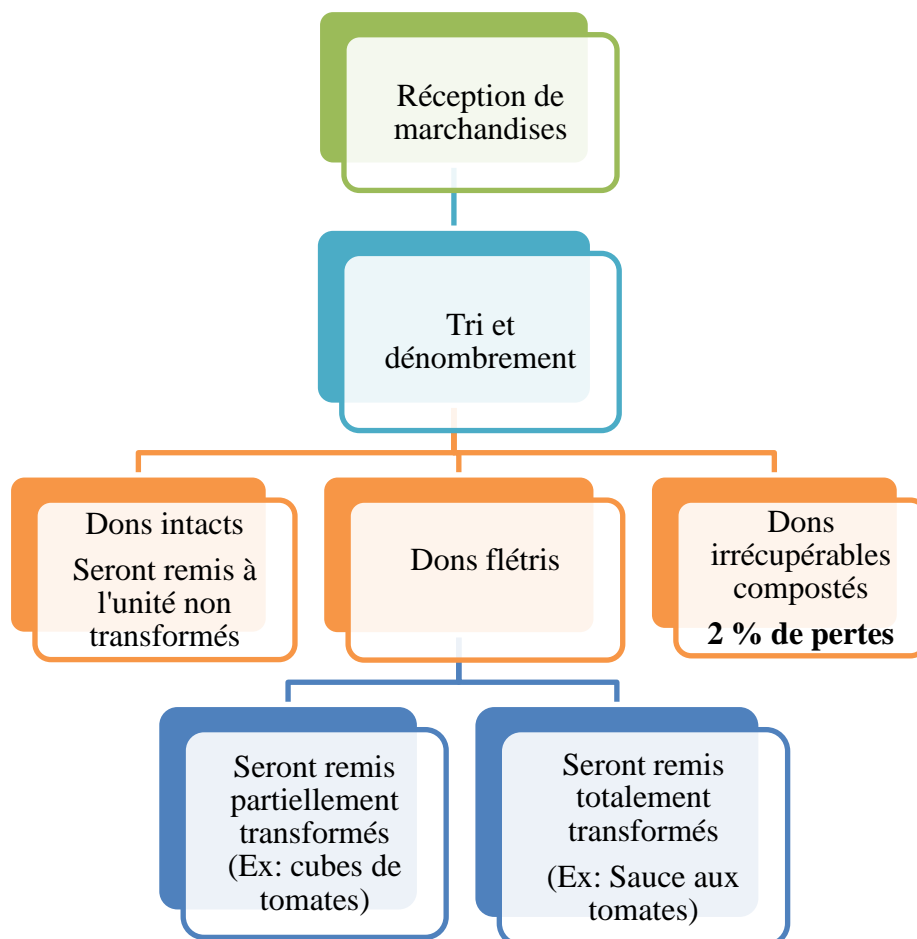 Réception de
marchandises
Tri et
dénombrement
Dons intacts
Seront remis à
l'unité non
transformés
Dons flétris
Dons
irrécupérables
compostés
2 % de pertes
Seront remis
partiellement
transformés
(Ex: cubes de
tomates)
Seront remis
totalement
transformés
(Ex: Sauce aux
tomates)